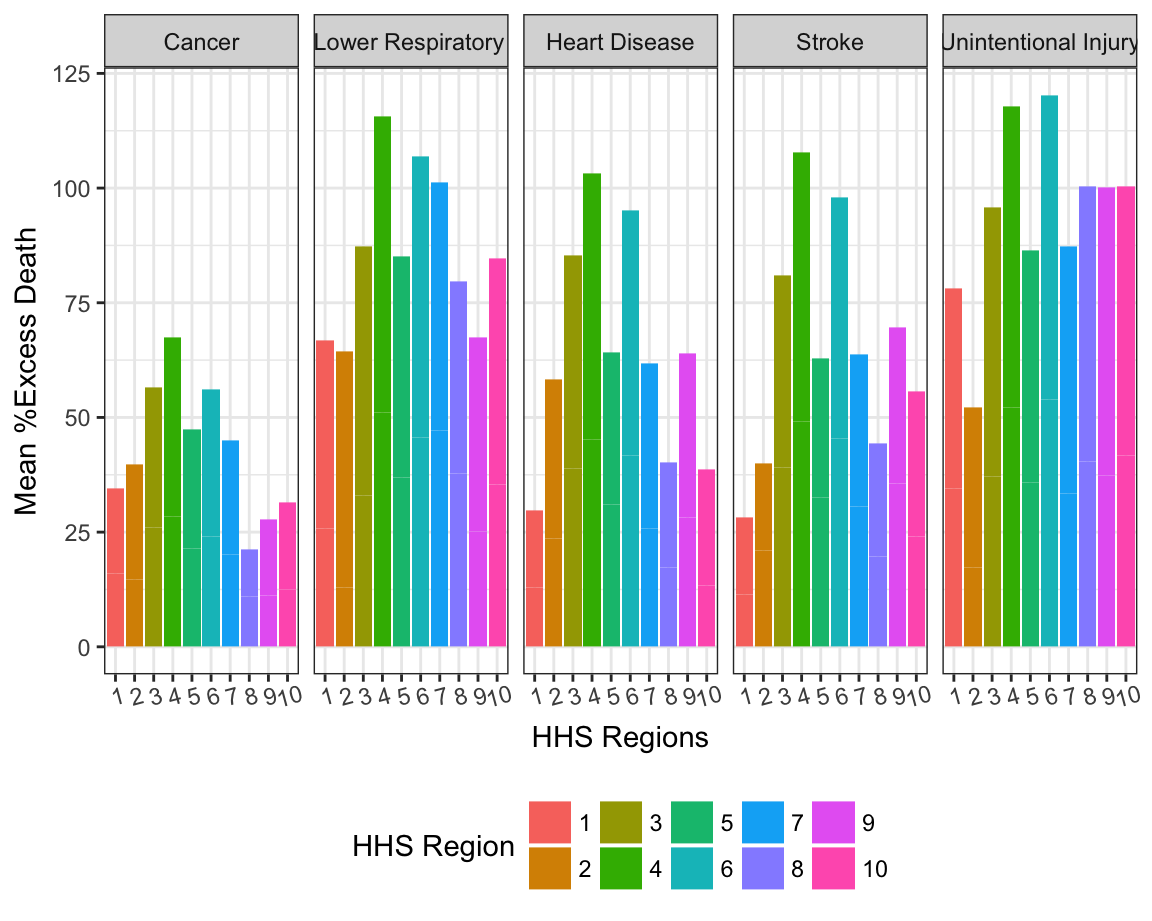 Cancer
Lower Respiratory
Heart Disease
Stroke
Unintentional Injury
Mean %Excess Death
125
100
75
50
25
0
1 2 3 4 5 6 7 8 9 10
1 2 3 4 5 6 7 8 9 10
1 2 3 4 5 6 7 8 9 10
1 2 3 4 5 6 7 8 9 10
1 2 3 4 5 6 7 8 9 10
HHS Regions
HHS Region
1 3 5 7 9
2 4 6 8 10